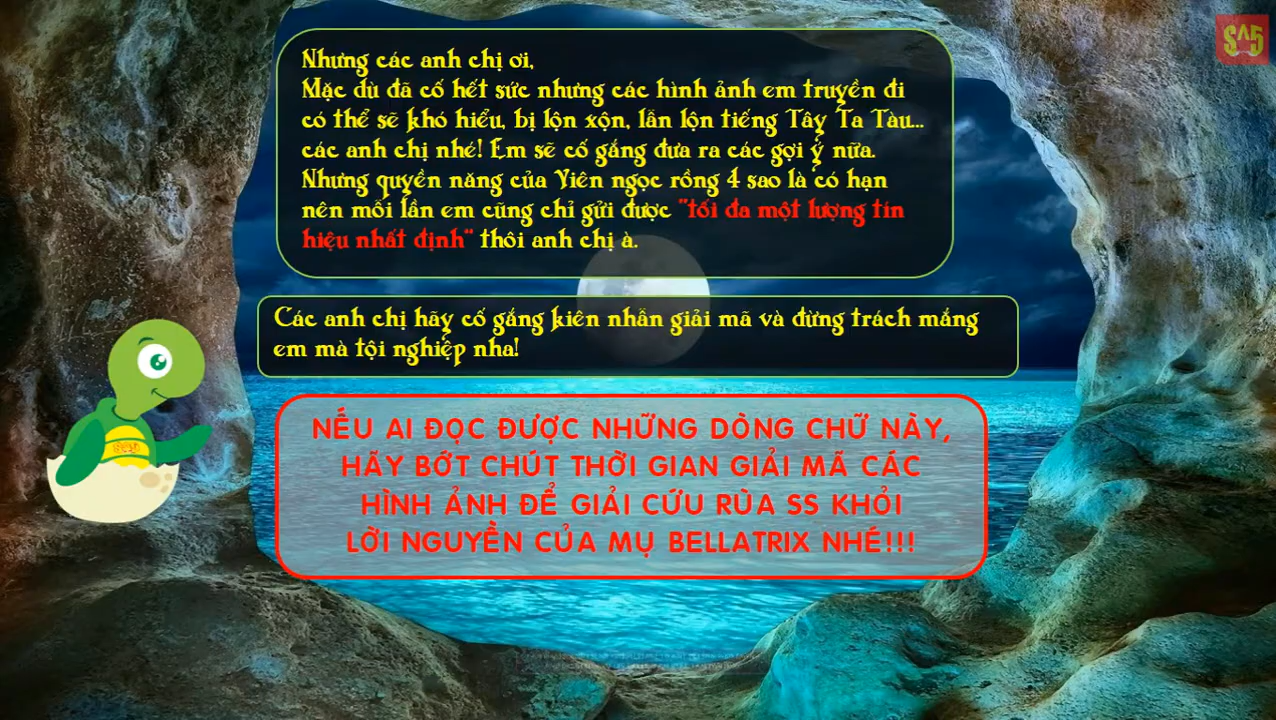 S^5
Nhưng các anh chị ơi,
Mặc dù đã cố hết sức nhưng các hình ảnh em truyền đi
có thể sẽ khó hiểu, bị lộn xộn, lẫn lộn tiếng Tây Ta Tàu...
các anh chị nhé! Em sẽ cố gắng đưa ra các gợi ý nữa.
Nhưng quyền năng của Viên ngọc rồng 4 sao là có hạn
nên mỗi lần em cũng chỉ gửi được "tối đa một lượng tín
hiệu nhất định" thôi anh chị à.
Các anh chị hãy cố gắng kiên nhẫn giải mã và đừng trách mắng
em mà tội nghiệp nha!
NẾU AI ĐỌC ĐƯỢC NHỮNG DÒNG CHỮ NÀY,
HÃY BỚT CHÚT THỜI GIAN GIẢI MÃ CÁC
HÌNH ẢNH ĐỂ GIẢI CỨU RÙA SS KHỎI
LỜI NGUYỀN CỦA MỤ BELLATRIX NHÉ!!!